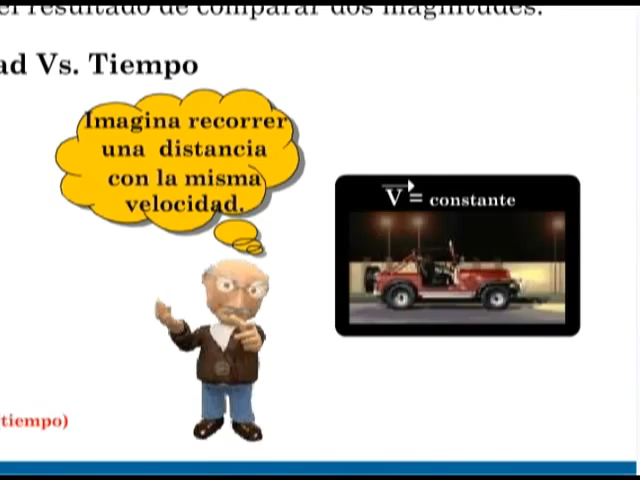 el resultado de comparar dos magnitudes.
ad Vs. Tiempo
Imagina recorrer
una distancia
con la misma
velocidad.
V = constante
tiempo)